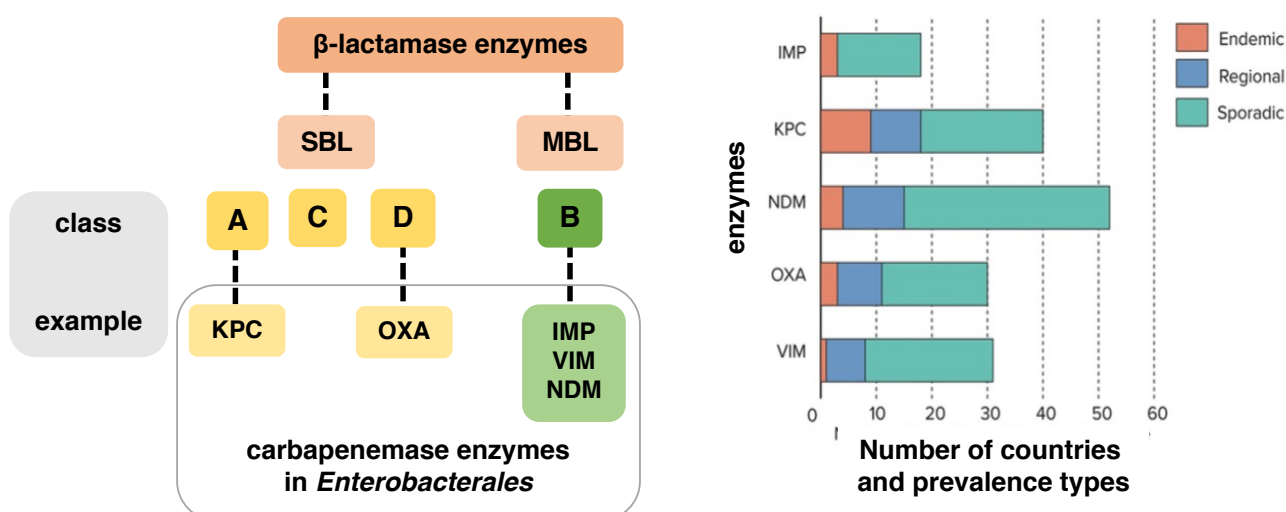 β-lactamase enzymes
SBL
MBL
class
A
C
D
B
example
KPC
OXA
IMP
VIM
NDM
carbapenemase enzymes
in Enterobacterales
Endemic
Regional
Sporadic
enzymes
IMP
KPC
NDM
OXA
VIM
0 10 20 30 40 50 60
Number of countries
and prevalence types